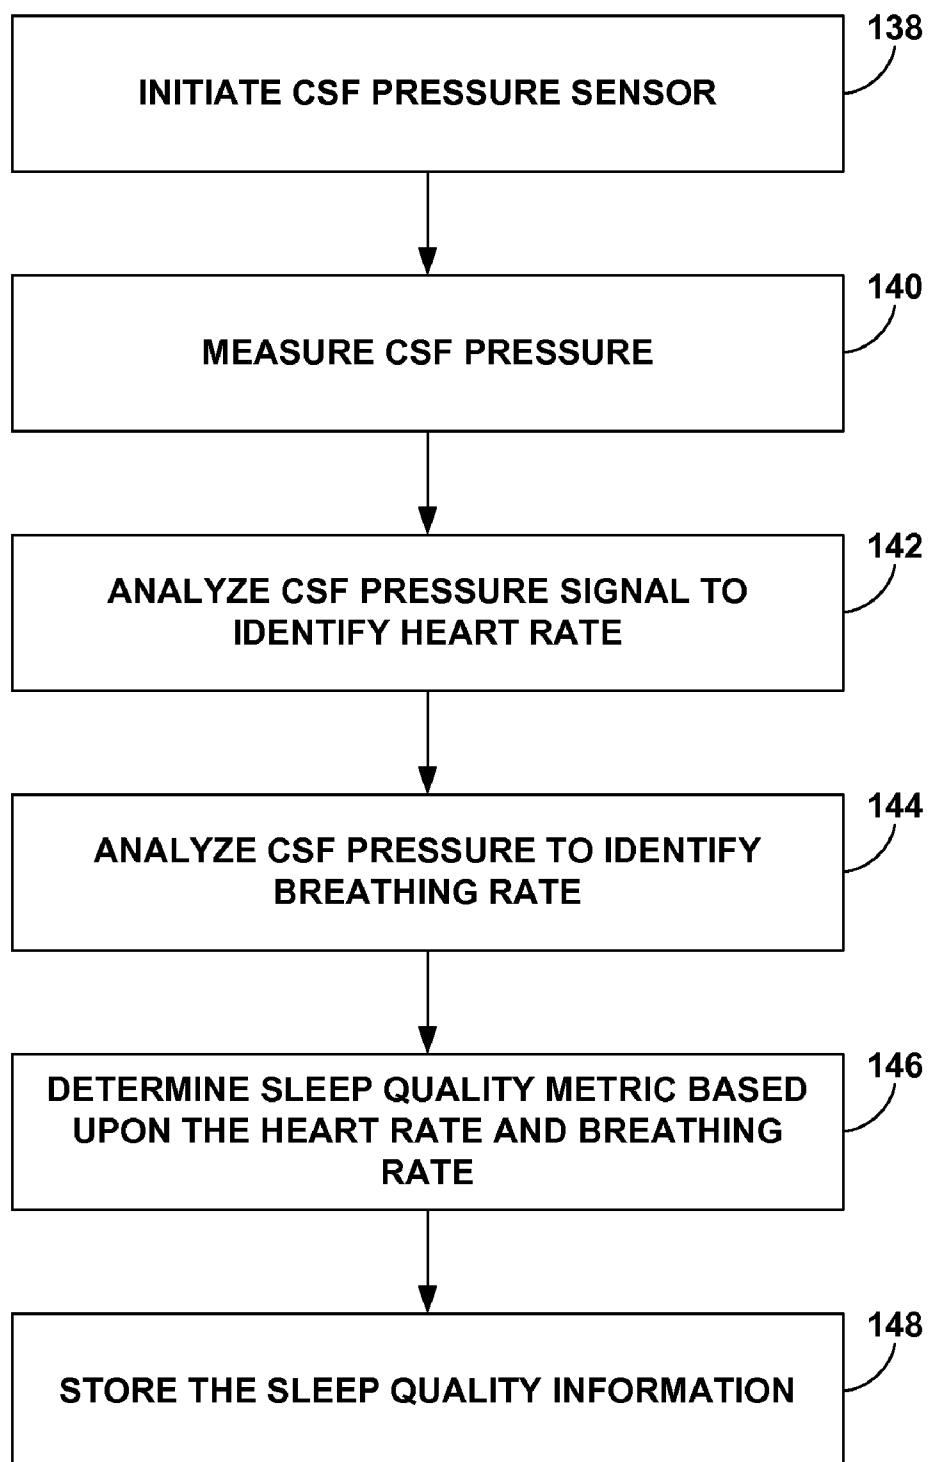 138
INITIATE CSF PRESSURE SENSOR
140
MEASURE CSF PRESSURE
142
ANALYZE CSF PRESSURE SIGNAL TO
IDENTIFY HEART RATE
144
ANALYZE CSF PRESSURE TO IDENTIFY
BREATHING RATE
146
DETERMINE SLEEP QUALITY METRIC BASED
UPON THE HEART RATE AND BREATHING
RATE
148
STORE THE SLEEP QUALITY INFORMATION